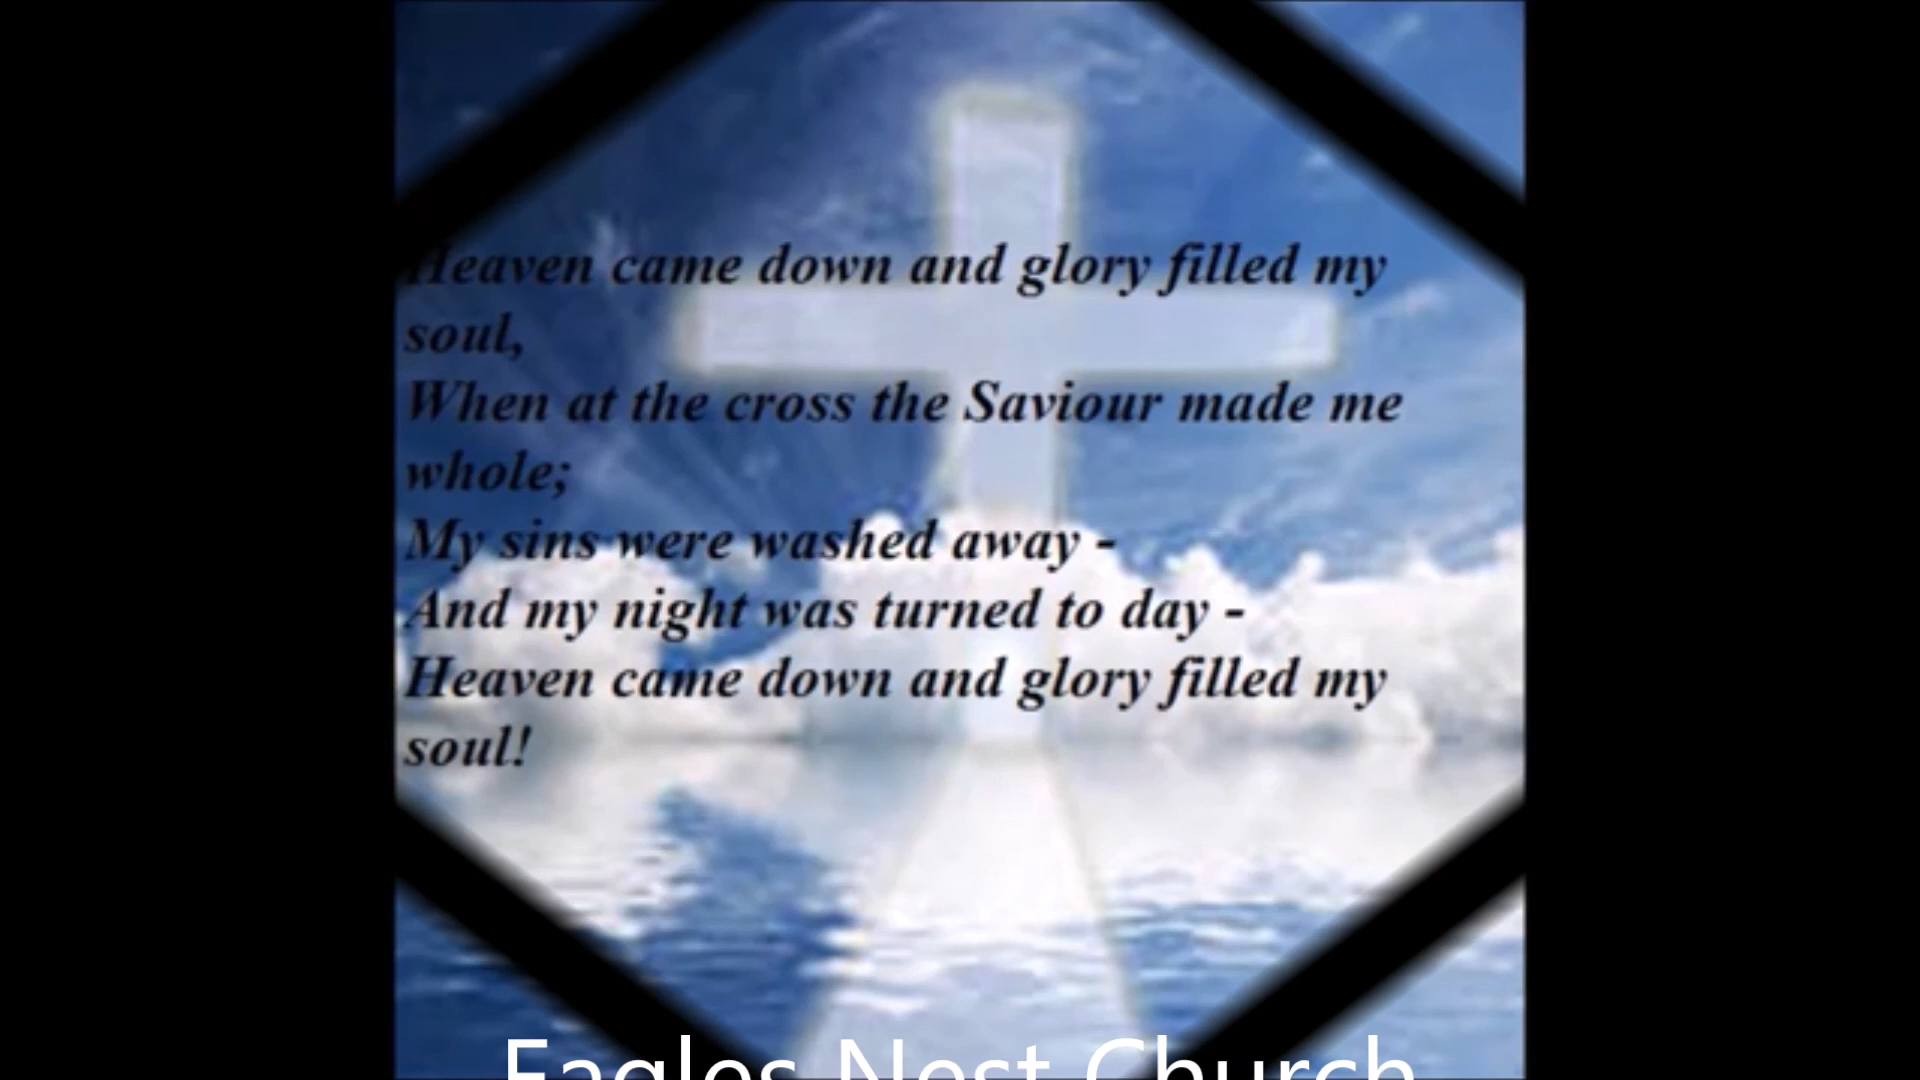 Heaven came down and glory filled my
soul,
When at the cross the Saviour made me
whole;
My sins were washed away -
And my night was turned to day -
Heaven came down and glory filled my
soul!
Eagles Nest Church